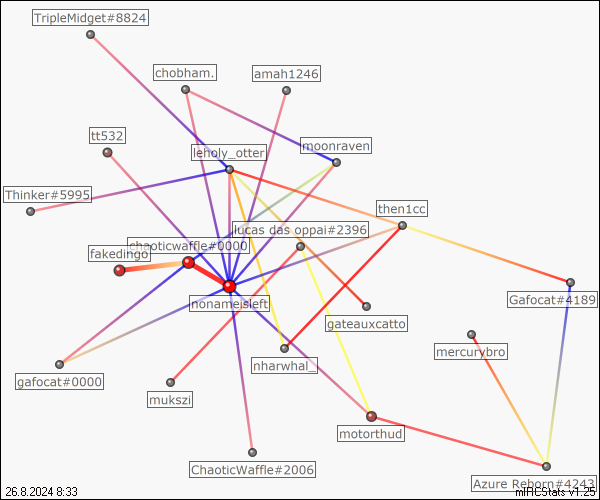 TripleMidget#8824
chobham.
amah1246
tt532
moonraven
leholy_otter
Thinker#5995
then1cc
lucas das oppai#2396
chaoticwaffle#0000
fakedingo
nonameisleft
Gafocat#4189
gateauxcatto
mercurybro
nharwhal_
gafocat#0000
mukszi
motorthud
ChaoticWaffle#2006
Azure Reborn#4243
26.8.2024 8:33
mIRCStats v1.25